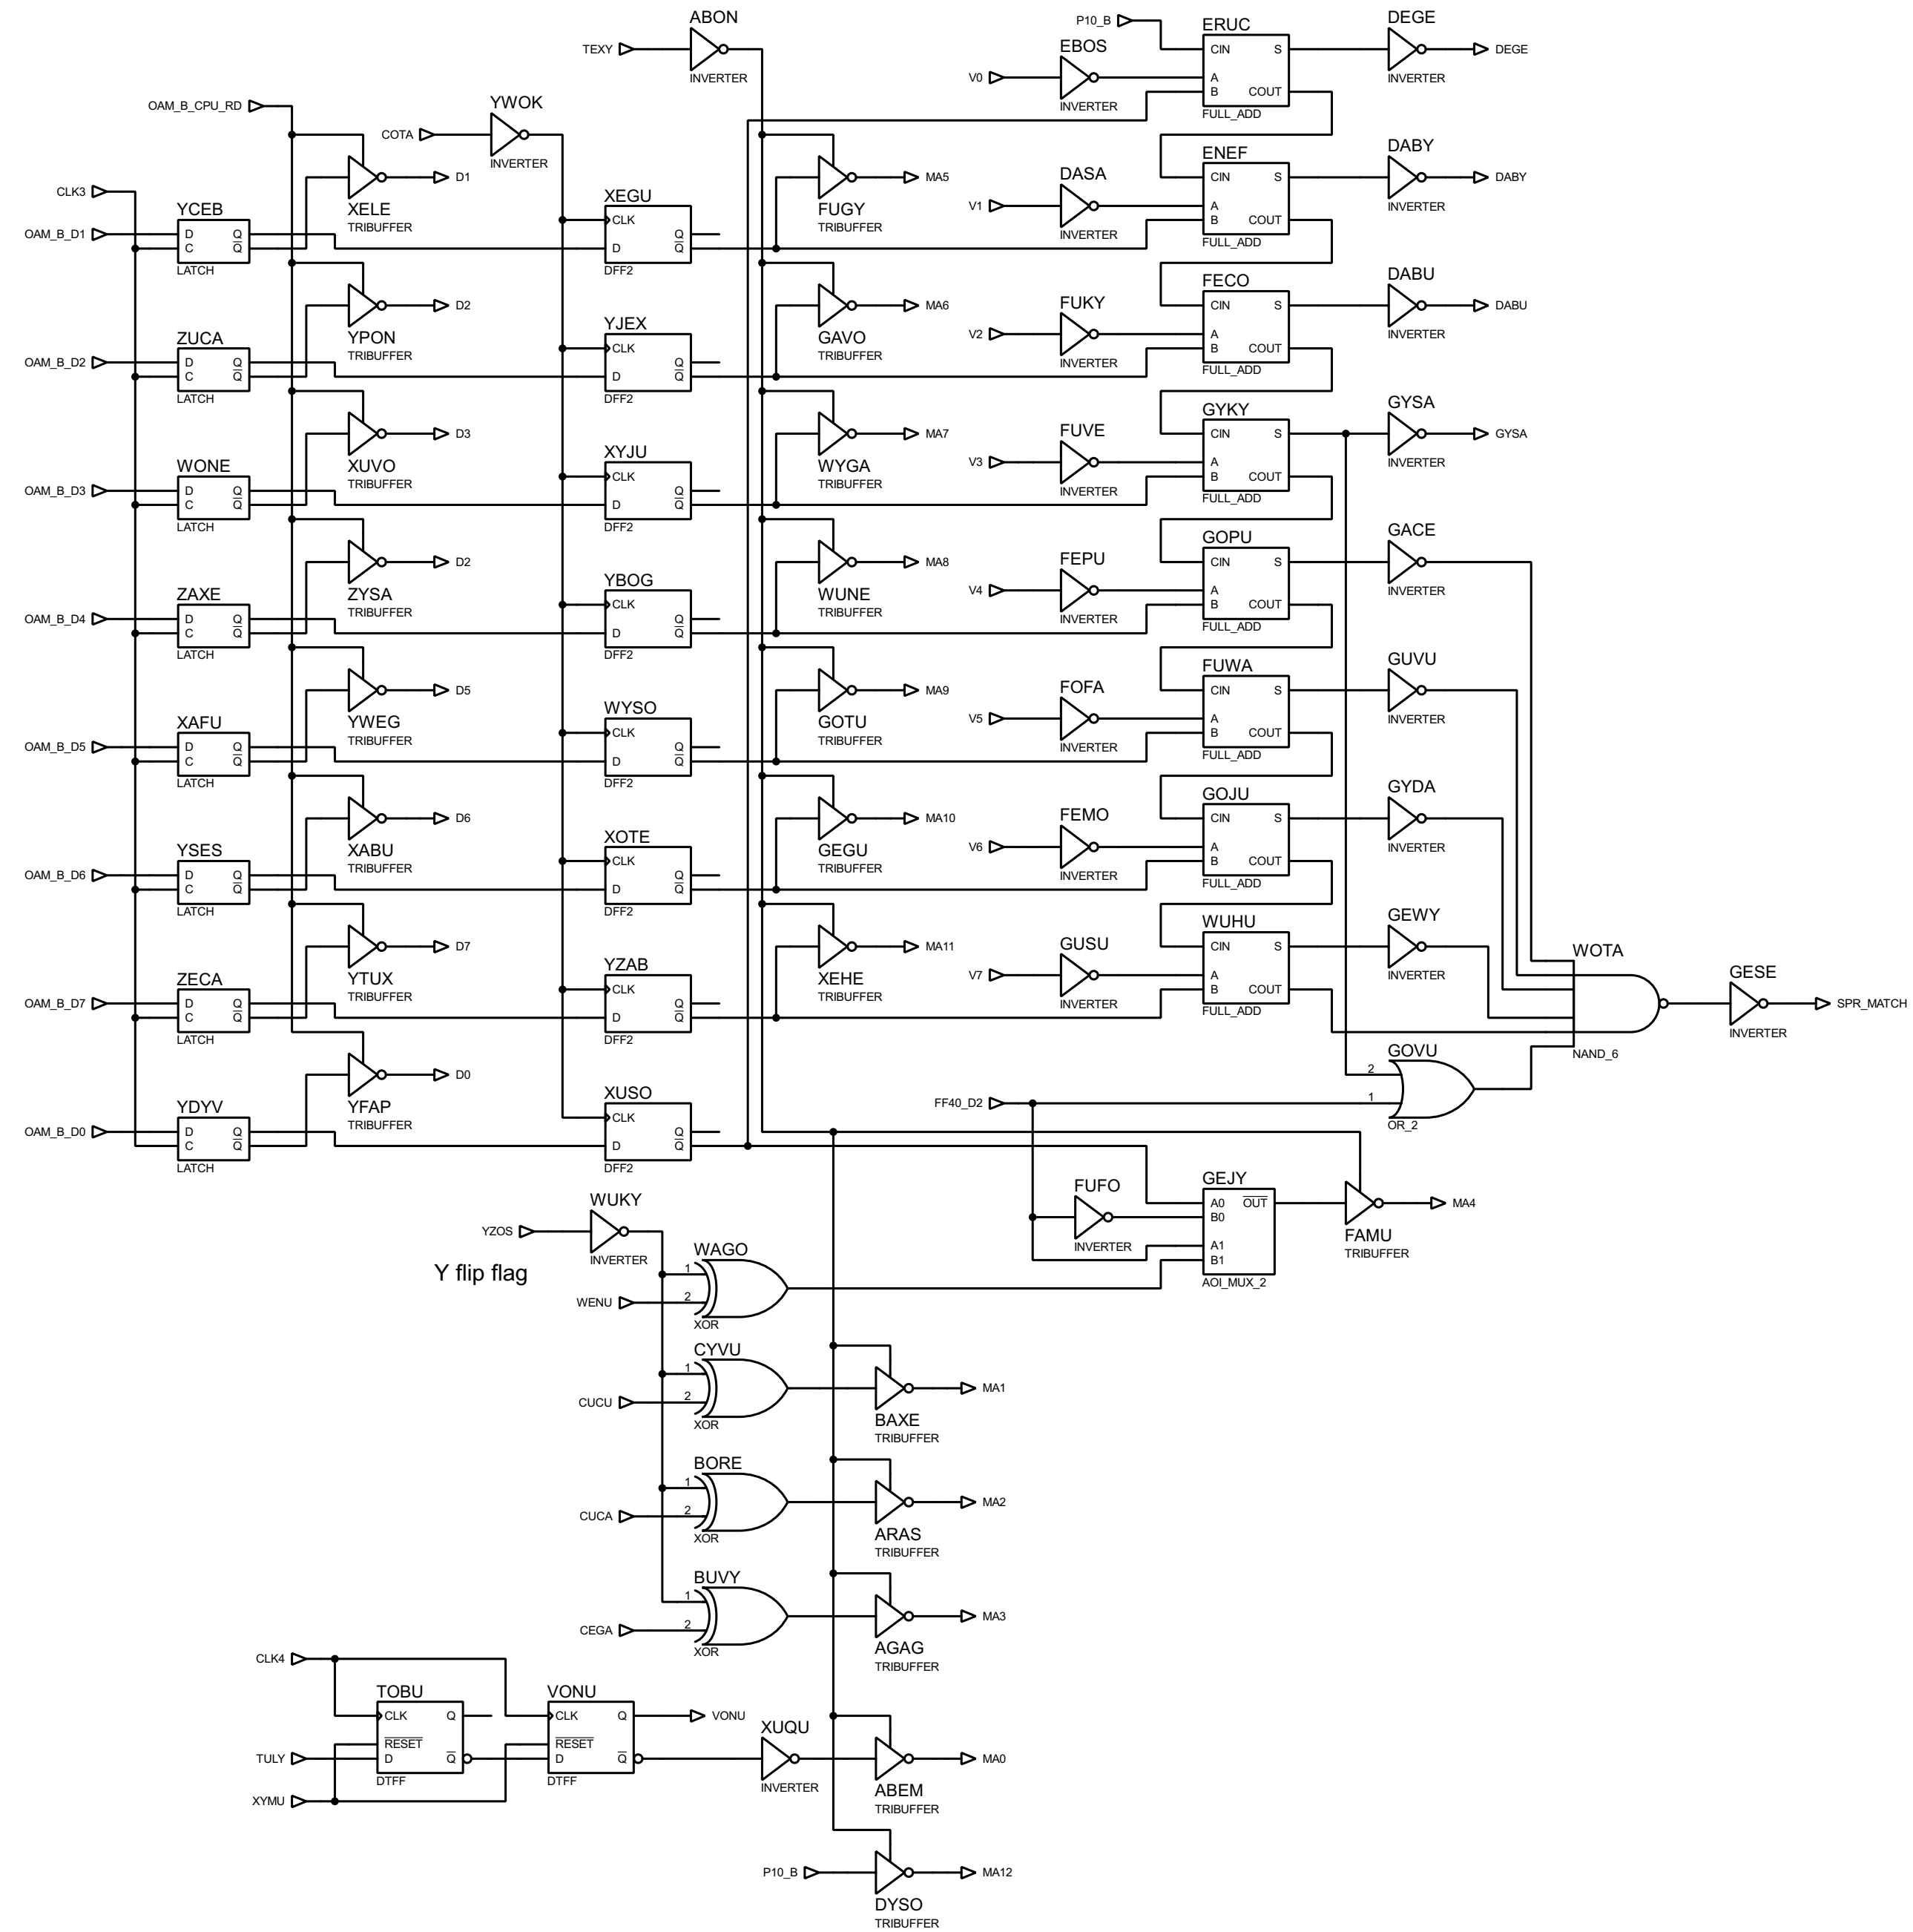 ABON
TEXY
INVERTER
P10_B
ERUC
CIN
S
A
B
COUT
FULL_ADD
DEGE
DEGE
INVERTER
EBOS
V0
INVERTER
OAM_B_CPU_RD
YWOK
COTA
INVERTER
CLK3
D1
XELE
TRIBUFFER
YCEB
OAM_B_D1
D
C
Q
Q
LATCH
XEGU
CLK
D
Q
Q
DFF2
MA5
FUGY
TRIBUFFER
DASA
V1
INVERTER
ENEF
CIN
S
A
B
COUT
FULL_ADD
DABY
DABY
INVERTER
D2
YPON
TRIBUFFER
ZUCA
OAM_B_D2
D
C
Q
Q
LATCH
YJEX
CLK
D
Q
Q
DFF2
MA6
GAVO
TRIBUFFER
FUKY
V2
INVERTER
FECO
CIN
S
A
B
COUT
FULL_ADD
DABU
DABU
INVERTER
D3
XUVO
TRIBUFFER
WONE
OAM_B_D3
D
C
Q
Q
LATCH
XYJU
CLK
D
Q
Q
DFF2
MA7
WYGA
TRIBUFFER
FUVE
V3
INVERTER
GYKY
CIN
S
A
B
COUT
FULL_ADD
GYSA
GYSA
INVERTER
D2
ZYSA
TRIBUFFER
ZAXE
OAM_B_D4
D
C
Q
Q
LATCH
YBOG
CLK
D
Q
Q
DFF2
MA8
WUNE
TRIBUFFER
FEPU
V4
INVERTER
GOPU
CIN
S
A
B
COUT
FULL_ADD
GACE
INVERTER
D5
YWEG
TRIBUFFER
XAFU
OAM_B_D5
D
C
Q
Q
LATCH
WYSO
CLK
D
Q
Q
DFF2
MA9
GOTU
TRIBUFFER
FOFA
V5
INVERTER
FUWA
CIN
S
A
B
COUT
FULL_ADD
GUVU
INVERTER
D6
XABU
TRIBUFFER
YSES
OAM_B_D6
D
C
Q
Q
LATCH
XOTE
CLK
D
Q
Q
DFF2
MA10
GEGU
TRIBUFFER
FEMO
V6
INVERTER
GOJU
CIN
S
A
B
COUT
FULL_ADD
GYDA
INVERTER
D7
YTUX
TRIBUFFER
ZECA
OAM_B_D7
D
C
Q
Q
LATCH
YZAB
CLK
D
Q
Q
DFF2
MA11
XEHE
TRIBUFFER
GUSU
V7
INVERTER
WUHU
CIN
S
A
B
COUT
FULL_ADD
GEWY
INVERTER
WOTA
NAND_6
GESE
SPR_MATCH
INVERTER
D0
YFAP
TRIBUFFER
YDYV
OAM_B_D0
D
C
Q
Q
LATCH
XUSO
CLK
D
Q
Q
DFF2
FF40_D2
GOVU
2
1
OR_2
FUFO
INVERTER
GEJY
A0
OUT
B0
A1
B1
AOI_MUX_2
MA4
FAMU
TRIBUFFER
WUKY
YZOS
INVERTER
Y flip flag
WAGO
1
WENU
2
XOR
CYVU
1
CUCU
2
XOR
MA1
BAXE
TRIBUFFER
BORE
1
CUCA
2
XOR
MA2
ARAS
TRIBUFFER
BUVY
1
CEGA
2
XOR
MA3
AGAG
TRIBUFFER
CLK4
TOBU
CLK
Q
RESET
D
Q
DTFF
TULY
XYMU
VONU
CLK
Q
RESET
D
Q
DTFF
VONU
XUQU
INVERTER
MA0
ABEM
TRIBUFFER
P10_B
MA12
DYSO
TRIBUFFER